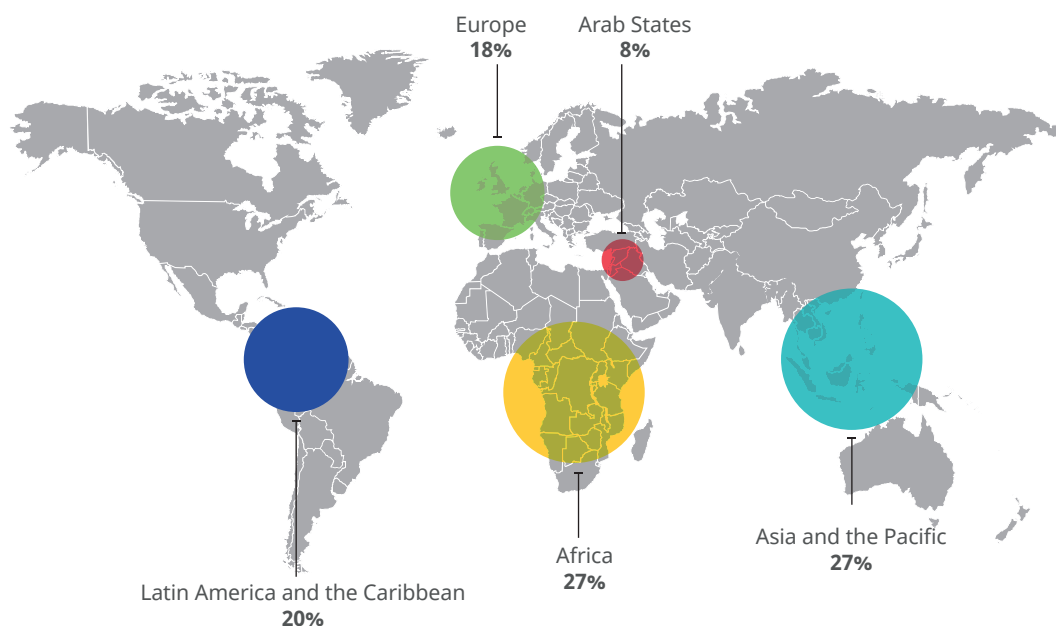 Europe
18%
Arab States
8%
Asia and the Pacific
27%
Africa
27%
Latin America and the Caribbean
20%